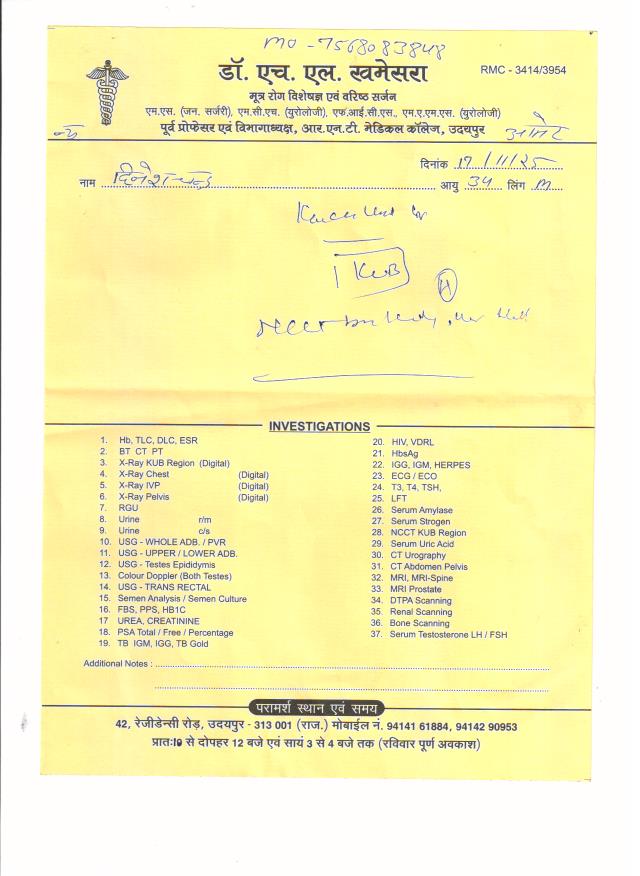 mo - 7568083848
डॉ. एच. एल. खमेसरा
RMC - 3414/3954
मूत्र रोग विशेषज्ञ एवं वरिष्ठ सर्जन
एम.एस. (जन. सर्जरी), एम.सी.एच. (युरोलोजी), एफ.आई.सी.एस., एम.ए.एम.एस. (युरोलोजी)
पूर्व प्रोफेसर एवं विभागाध्यक्ष, आर.एन.टी. मेडिकल कॉलेज, उदयपुर
दिनांक 17/11/25
नाम दिनेशचन्द्र आयु 34 लिंग M
KUB
H
NCCT
INVESTIGATIONS
1. Hb, TLC, DLC, ESR
2. BT CT PT
3. X-Ray KUB Region (Digital)
4. X-Ray Chest (Digital)
5. X-Ray IVP (Digital)
6. X-Ray Pelvis (Digital)
7. RGU
8. Urine r/m
9. Urine c/s
10. USG - WHOLE ADB. / PVR
11. USG - UPPER / LOWER ADB.
12. USG - Testes Epididymis
13. Colour Doppler (Both Testes)
14. USG - TRANS RECTAL
15. Semen Analysis / Semen Culture
16. FBS, PPS, HB1C
17 UREA, CREATININE
18. PSA Total / Free / Percentage
19. TB IGM, IGG, TB Gold
20. HIV, VDRL
21. HbsAg
22. IGG, IGM, HERPES
23. ECG / ECO
24. T3, T4, TSH,
25. LFT
26. Serum Amylase
27. Serum Strogen
28. NCCT KUB Region
29. Serum Uric Acid
30. CT Urography
31. CT Abdomen Pelvis
32. MRI, MRI-Spine
33. MRI Prostate
34. DTPA Scanning
35. Renal Scanning
36. Bone Scanning
37. Serum Testosterone LH / FSH
Additional Notes :
परामर्श स्थान एवं समय
42, रेजीडेन्सी रोड़, उदयपुर - 313 001 (राज.) मोबाईल नं. 94141 61884, 94142 90953
प्रातः10 से दोपहर 12 बजे एवं सायं 3 से 4 बजे तक (रविवार पूर्ण अवकाश)